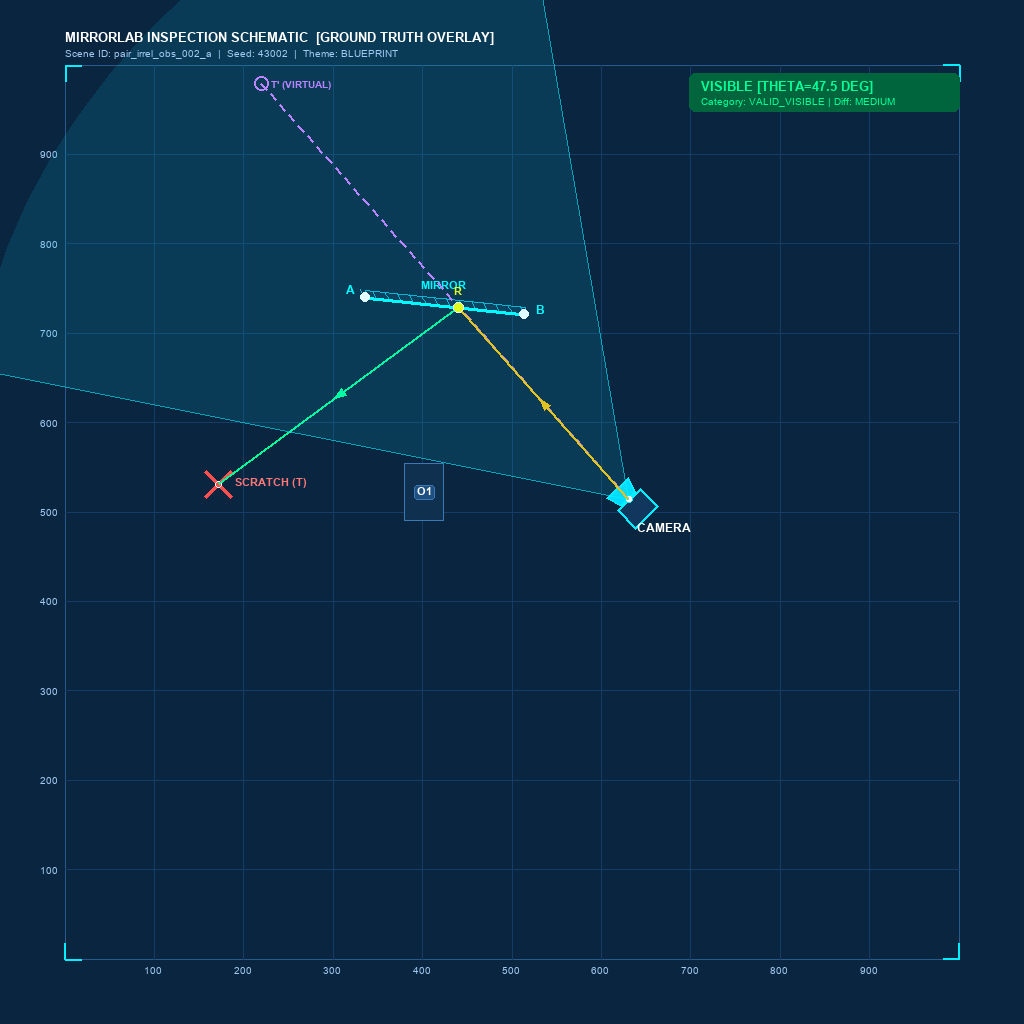 MIRRORLAB INSPECTION SCHEMATIC [GROUND TRUTH OVERLAY]
Scene ID: pair_irrel_obs_002_a | Seed: 43002 | Theme: BLUEPRINT
VISIBLE [THETA=47.5 DEG]
Category: VALID_VISIBLE | Diff: MEDIUM
T' (VIRTUAL)
900
800
MIRROR
A
R
B
700
600
SCRATCH (T)
O1
500
CAMERA
400
300
200
100
100 200 300 400 500 600 700 800 900